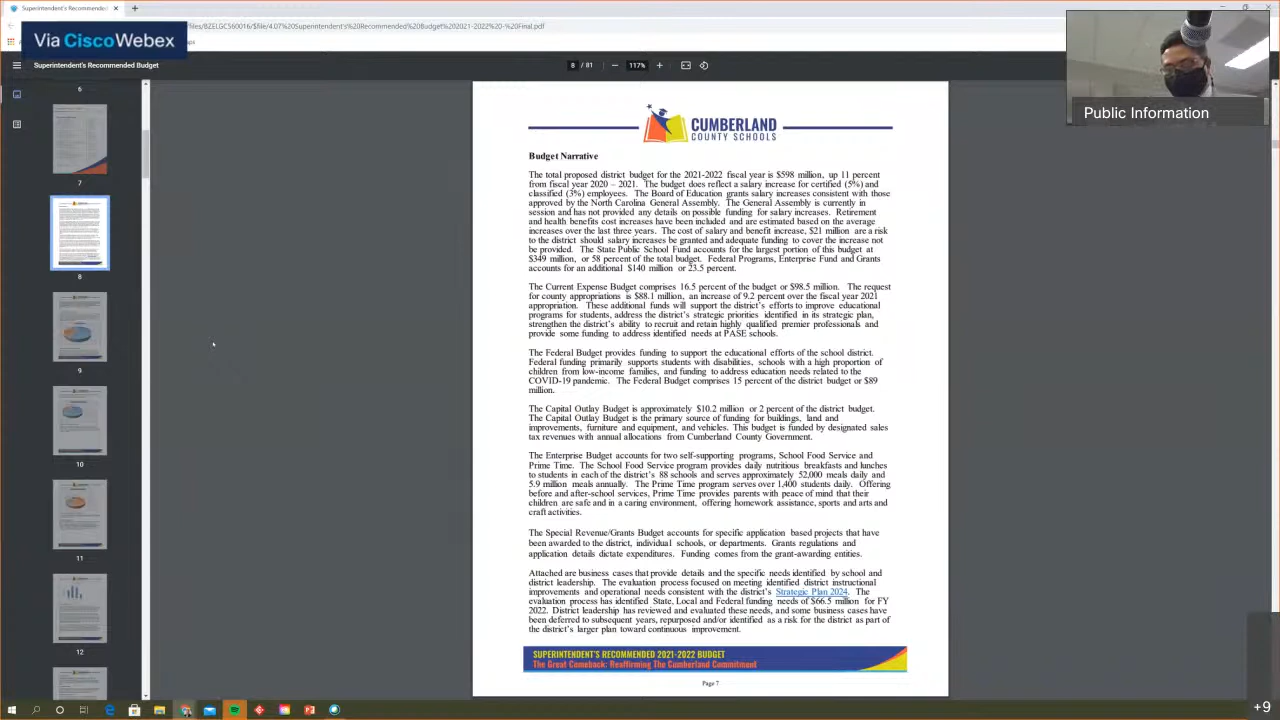 Superintendent's Recommended
files/BZELGC560016/$file/4.07%20Superintendent's%20Recommended%20Budget%202021-2022%20-%20Final.pdf
Via CiscoWebex
Superintendent's Recommended Budget
8 / 81
117%
Public Information
6
7
8
9
10
11
12
CUMBERLAND
COUNTY SCHOOLS
Budget Narrative
The total proposed district budget for the 2021-2022 fiscal year is $598 million, up 11 percent
from fiscal year 2020 – 2021. The budget does reflect a salary increase for certified (5%) and
classified (3%) employees. The Board of Education grants salary increases consistent with those
approved by the North Carolina General Assembly. The General Assembly is currently in
session and has not provided any details on possible funding for salary increases. Retirement
and health benefits cost increases have been included and are estimated based on the average
increases over the last three years. The cost of salary and benefit increase, $21 million are a risk
to the district should salary increases be granted and adequate funding to cover the increase not
be provided. The State Public School Fund accounts for the largest portion of this budget at
$349 million, or 58 percent of the total budget. Federal Programs, Enterprise Fund and Grants
accounts for an additional $140 million or 23.5 percent.
The Current Expense Budget comprises 16.5 percent of the budget or $98.5 million. The request
for county appropriations is $88.1 million, an increase of 9.2 percent over the fiscal year 2021
appropriation. These additional funds will support the district's efforts to improve educational
programs for students, address the district's strategic priorities identified in its strategic plan,
strengthen the district's ability to recruit and retain highly qualified premier professionals and
provide some funding to address identified needs at PASE schools.
The Federal Budget provides funding to support the educational efforts of the school district.
Federal funding primarily supports students with disabilities, schools with a high proportion of
children from low-income families, and funding to address education needs related to the
COVID-19 pandemic. The Federal Budget comprises 15 percent of the district budget or $89
million.
The Capital Outlay Budget is approximately $10.2 million or 2 percent of the district budget.
The Capital Outlay Budget is the primary source of funding for buildings, land and
improvements, furniture and equipment, and vehicles. This budget is funded by designated sales
tax revenues with annual allocations from Cumberland County Government.
The Enterprise Budget accounts for two self-supporting programs, School Food Service and
Prime Time. The School Food Service program provides daily nutritious breakfasts and lunches
to students in each of the district's 88 schools and serves approximately 52,000 meals daily and
5.9 million meals annually. The Prime Time program serves over 1,400 students daily. Offering
before and after-school services, Prime Time provides parents with peace of mind that their
children are safe and in a caring environment, offering homework assistance, sports and arts and
craft activities.
The Special Revenue/Grants Budget accounts for specific application based projects that have
been awarded to the district, individual schools, or departments. Grants regulations and
application details dictate expenditures. Funding comes from the grant-awarding entities.
Attached are business cases that provide details and the specific needs identified by school and
district leadership. The evaluation process focused on meeting identified district instructional
improvements and operational needs consistent with the district's Strategic Plan 2024. The
evaluation process has identified State, Local and Federal funding needs of $66.5 million for FY
2022. District leadership has reviewed and evaluated these needs, and some business cases have
been deferred to subsequent years, repurposed and/or identified as a risk for the district as part of
the district's larger plan toward continuous improvement.
SUPERINTENDENT'S RECOMMENDED 2021-2022 BUDGET
The Great Comeback: Reaffirming The Cumberland Commitment
Page 7
+9